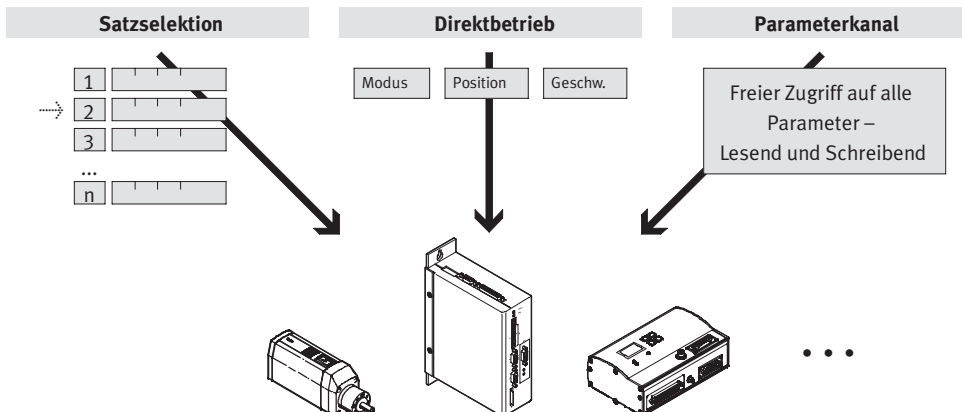 Satzselektion
Direktbetrieb
Parameterkanal
1
2
3
...
n
Modus
Position
Geschw.
Freier Zugriff auf alle
Parameter –
Lesend und Schreibend
. . .